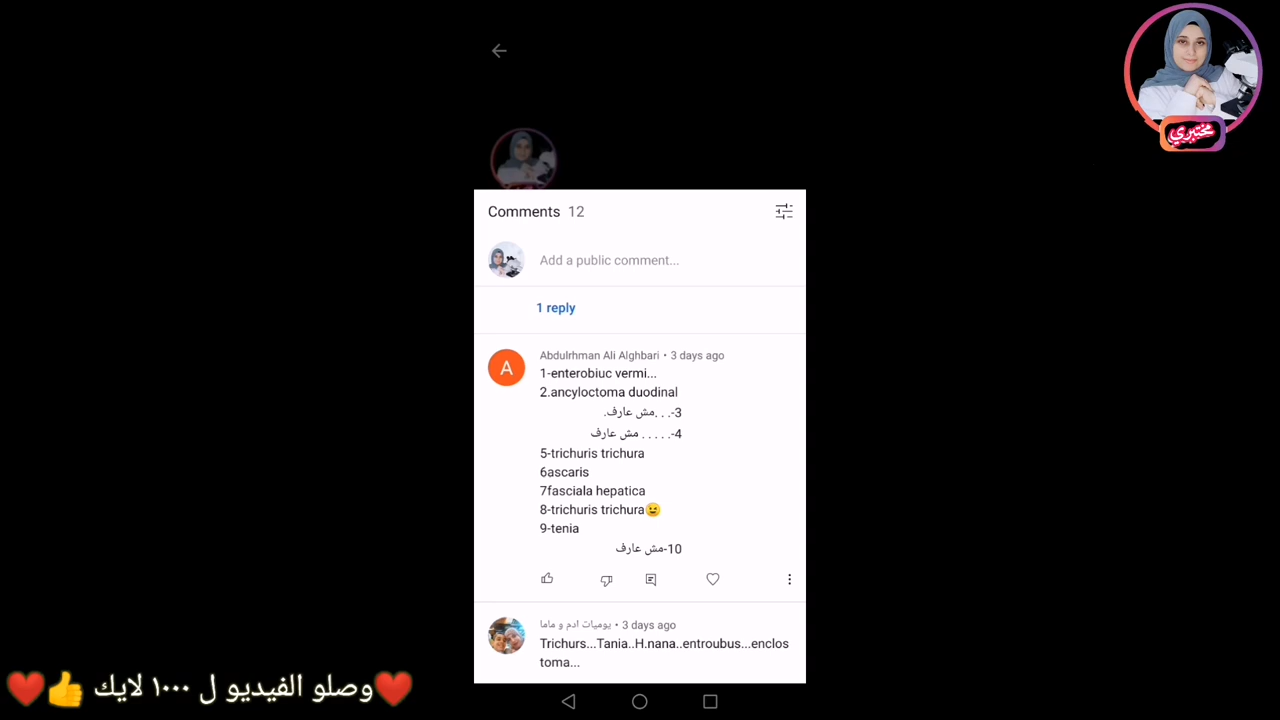 مختبري
Comments 12
Add a public comment...
1 reply
Abdulrhman Ali Alghbari • 3 days ago
1-enterobiuc vermi...
2.ancyloctoma duodinal
3-. . .مش عارف.
4-. . . . . مش عارف
5-trichuris trichura
6ascaris
7fasciala hepatica
8-trichuris trichura😉
9-tenia
10-مش عارف
يوميات ادم و ماما • 3 days ago
Trichurs...Tania..H.nana..entroubus...enclos
toma...
❤️وصلو الفيديو ل ١٠٠٠ لايك 👍❤️
A